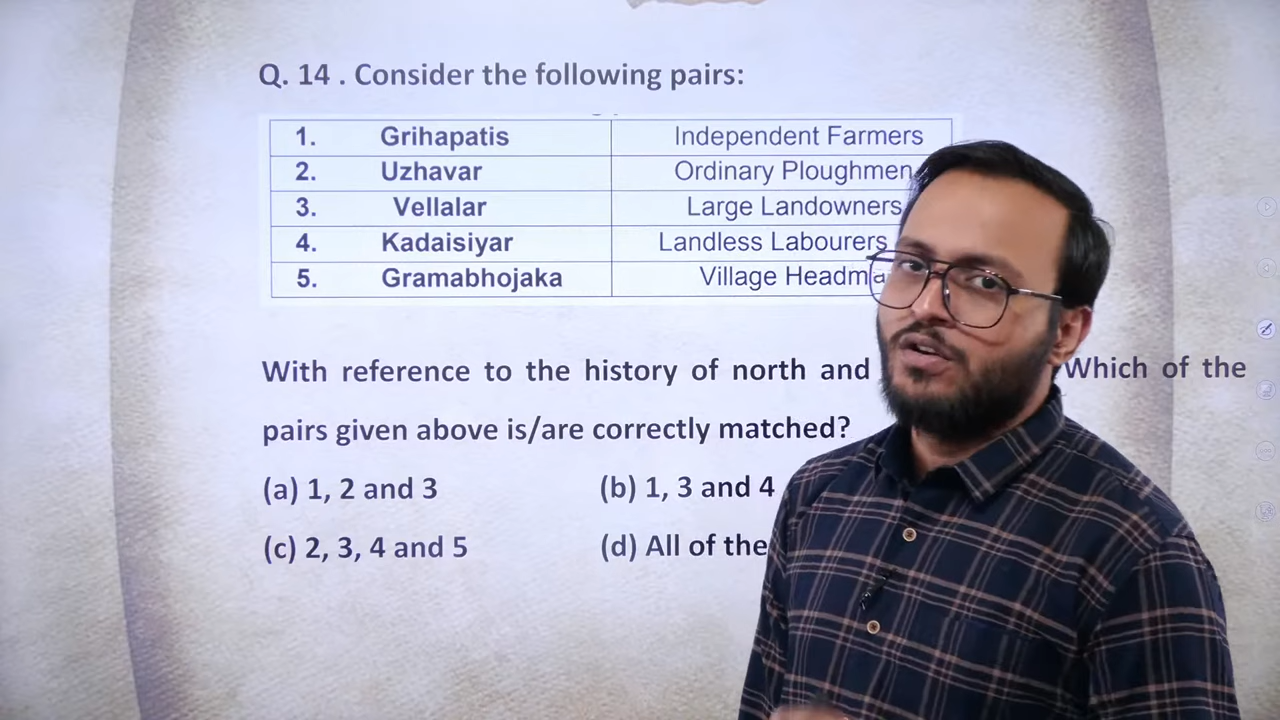 Q. 14 . Consider the following pairs:
1. Grihapatis Independent Farmers
2. Uzhavar Ordinary Ploughmen
3. Vellalar Large Landowners
4. Kadaisiyar Landless Labourers
5. Gramabhojaka Village Headma
With reference to the history of north and Which of the
pairs given above is/are correctly matched?
(a) 1, 2 and 3 (b) 1, 3 and 4
(c) 2, 3, 4 and 5 (d) All of the